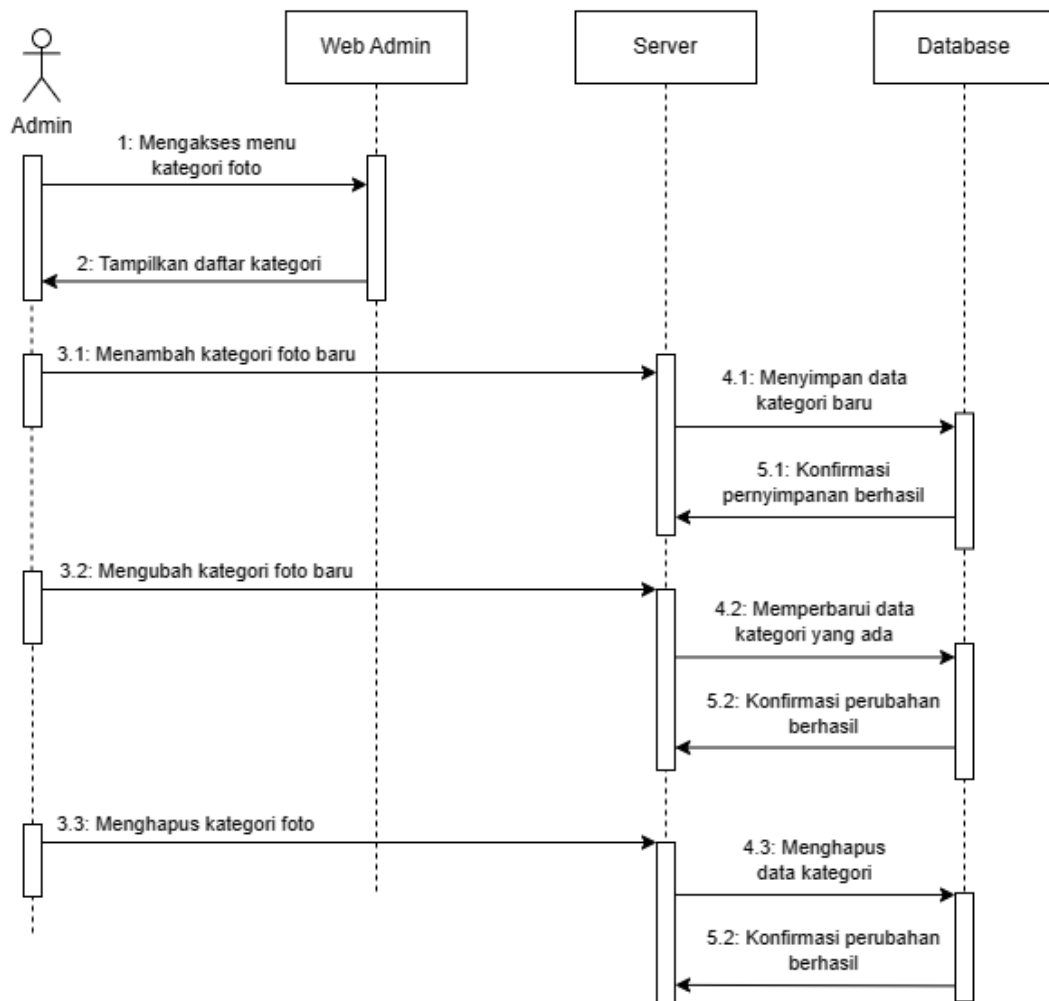 Web Admin
Server
Database
Admin
1: Mengakses menu
kategori foto
2: Tampilkan daftar kategori
3.1: Menambah kategori foto baru
4.1: Menyimpan data
kategori baru
5.1: Konfirmasi
pernyimpanan berhasil
3.2: Mengubah kategori foto baru
4.2: Memperbarui data
kategori yang ada
5.2: Konfirmasi perubahan
berhasil
3.3: Menghapus kategori foto
4.3: Menghapus
data kategori
5.2: Konfirmasi perubahan
berhasil